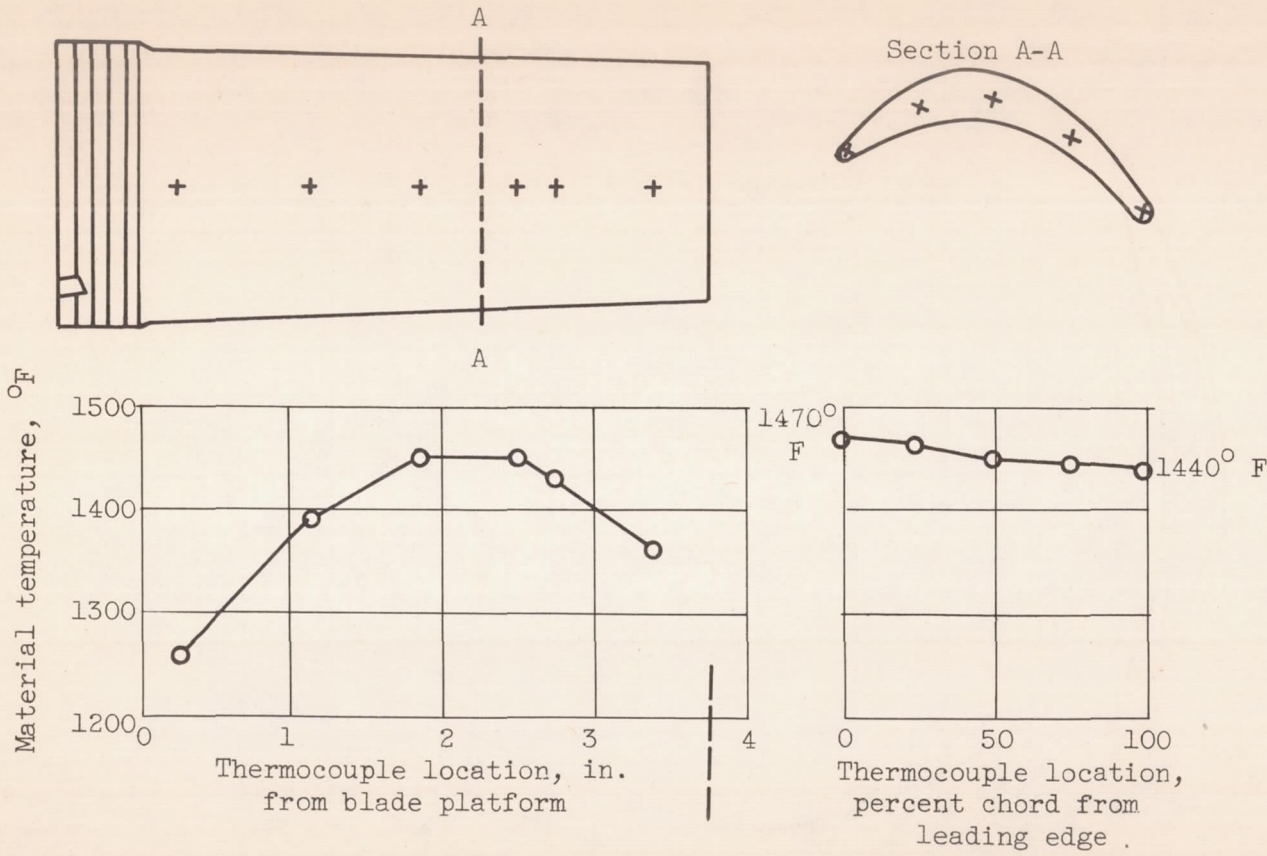 A
Section A-A
A
Material temperature, °F
1500
1400
1300
1200
0 1 2 3 4
Thermocouple location, in.
from blade platform
1470°
F
1440° F
0 50 100
Thermocouple location,
percent chord from
leading edge .